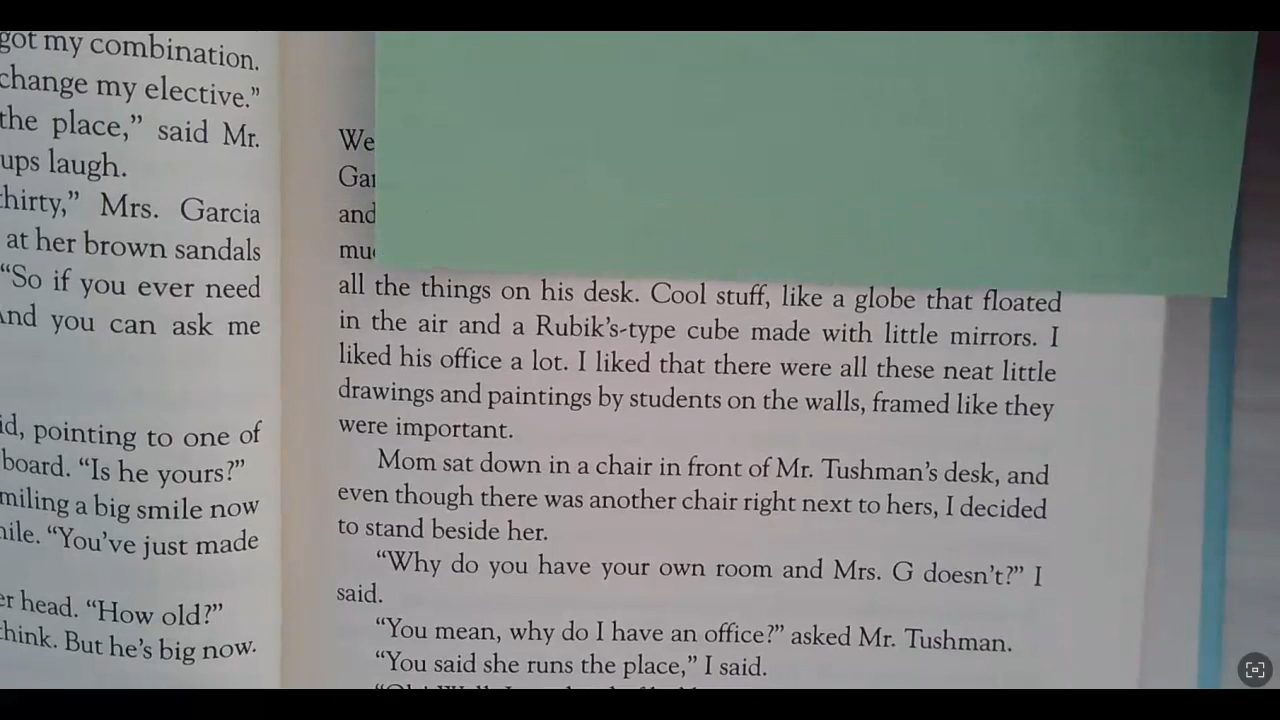 got my combination.
change my elective.”
the place,” said Mr.
ups laugh.
thirty,” Mrs. Garcia
at her brown sandals
“So if you ever need
And you can ask me
id, pointing to one of
board. “Is he yours?”
miling a big smile now
mile. “You’ve just made
er head. “How old?”
think. But he’s big now.
We
Gar
and
muc
all the things on his desk. Cool stuff, like a globe that floated
in the air and a Rubik’s-type cube made with little mirrors. I
liked his office a lot. I liked that there were all these neat little
drawings and paintings by students on the walls, framed like they
were important.
Mom sat down in a chair in front of Mr. Tushman’s desk, and
even though there was another chair right next to hers, I decided
to stand beside her.
“Why do you have your own room and Mrs. G doesn’t?” I
said.
“You mean, why do I have an office?” asked Mr. Tushman.
“You said she runs the place,” I said.